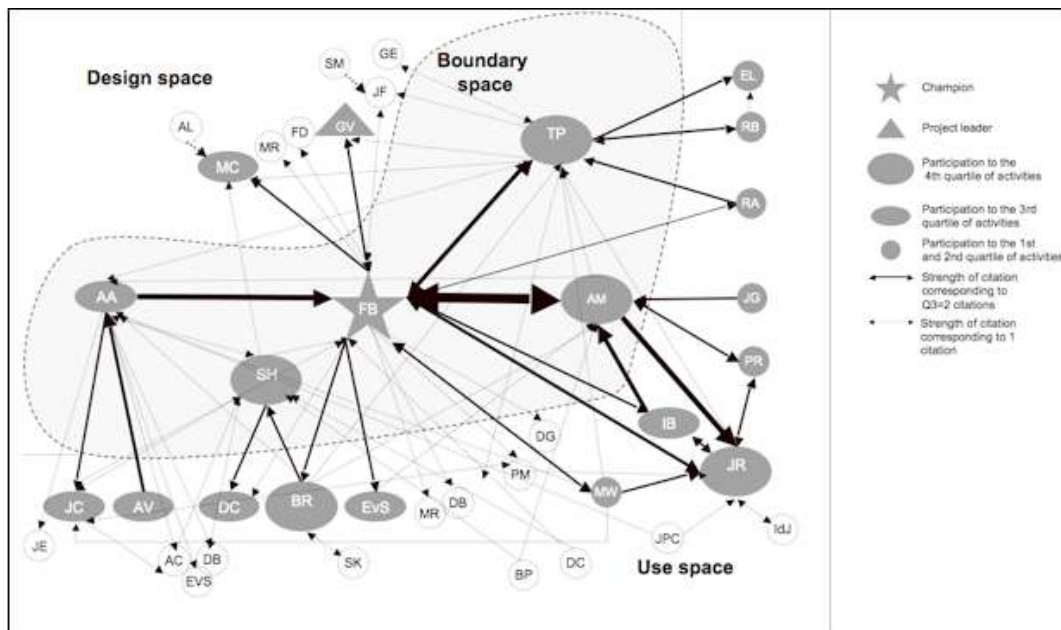 Design space
Boundary
space
GE
SM
JF
EL
AL
MR
FD
GV
TP
RB
MC
RA
AA
FB
AM
JG
SH
PR
IB
DG
JR
PM
JC
AV
DC
BR
EvS
MR
DB
MW
JE
AC
DB
EVS
SK
BP
DC
JPC
IdJ
Use space
Champion
Project leader
Participation to the
4th quartile of activities
Participation to the 3rd
quartile of activities
Participation to the 1st
and 2nd quartile of activities
Strength of citation
corresponding to
Q3=2 citations
Strength of citation
corresponding to 1
citation